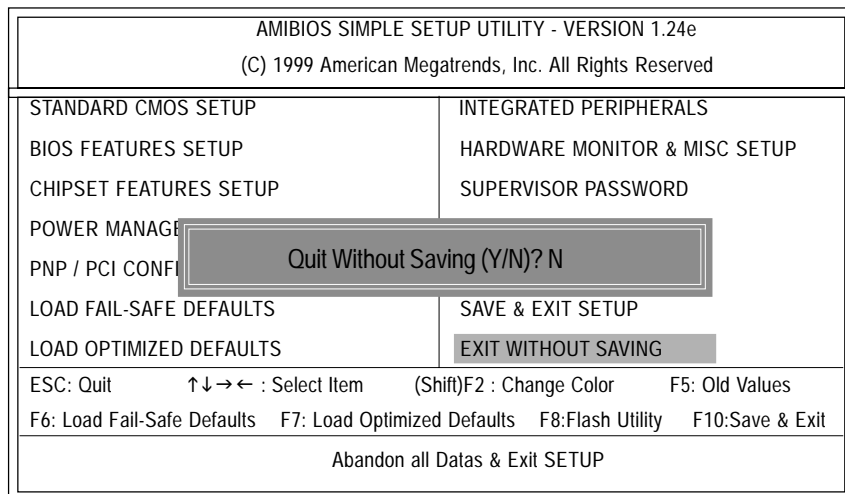 AMIBIOS SIMPLE SETUP UTILITY - VERSION 1.24e
(C) 1999 American Megatrends, Inc. All Rights Reserved
STANDARD CMOS SETUP
BIOS FEATURES SETUP
CHIPSET FEATURES SETUP
POWER MANAGE
PNP / PCI CONFI
LOAD FAIL-SAFE DEFAULTS
LOAD OPTIMIZED DEFAULTS
INTEGRATED PERIPHERALS
HARDWARE MONITOR & MISC SETUP
SUPERVISOR PASSWORD
Quit Without Saving (Y/N)? N
SAVE & EXIT SETUP
EXIT WITHOUT SAVING
ESC: Quit ↑↓→← : Select Item (Shift)F2 : Change Color F5: Old Values
F6: Load Fail-Safe Defaults F7: Load Optimized Defaults F8:Flash Utility F10:Save & Exit
Abandon all Datas & Exit SETUP